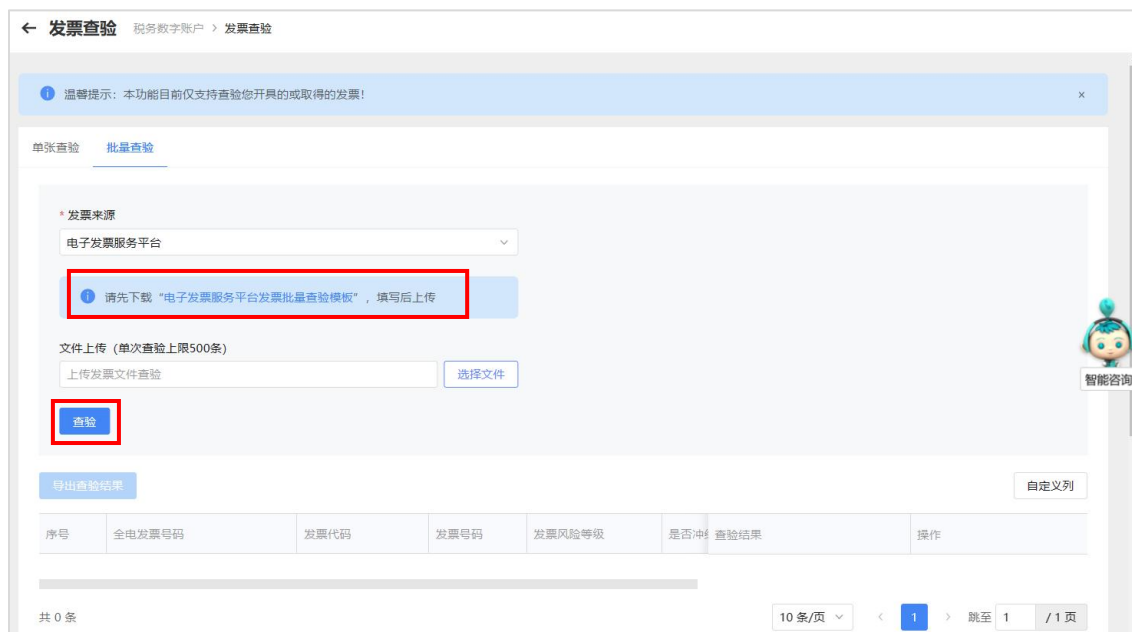 ← 发票查验 税务数字账户 > 发票查验
温馨提示：本功能目前仅支持查验您开具的或取得的发票！ ×
单张查验 批量查验
* 发票来源
电子发票服务平台
请先下载“电子发票服务平台发票批量查验模板”，填写后上传
文件上传（单次查验上限500条）
上传发票文件查验 选择文件
智能咨询
查验
导出查验结果 自定义列
序号 全电发票号码 发票代码 发票号码 发票风险等级 是否冲 查验结果 操作
共 0 条 10 条/页 < 1 > 跳至 1 / 1 页